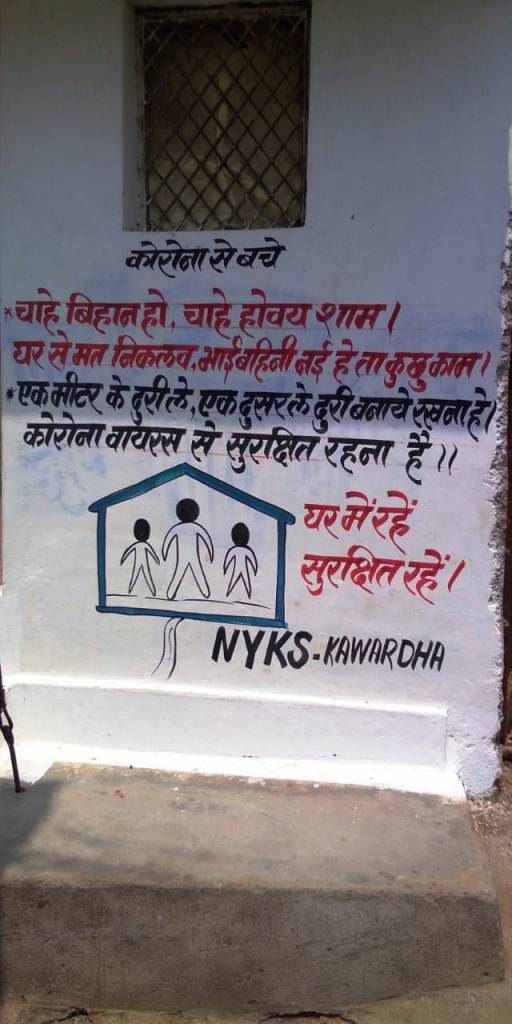 कोरोना से बचे
* चाहे बिहान हो, चाहे होवय शाम।
घर से मत निकलव, भाई बहिनी नई हे ता कुछु काम।
* एक मीटर के दुरी ले, एक दुसर ले दुरी बनाये रखना हे।
कोरोना वायरस से सुरक्षित रहना है।।
घर में रहें
सुरक्षित रहें।
NYKS-KAWARDHA